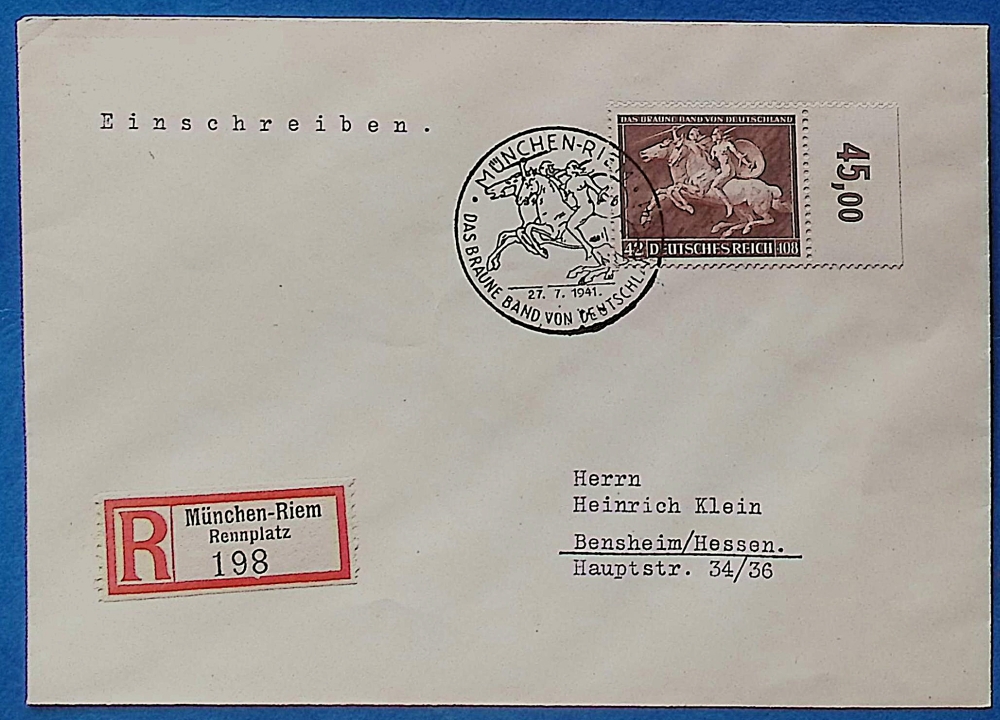 Einschreiben.
DAS BRAUNE BAND VON DEUTSCHLAND
45,00
42 DEUTSCHES REICH +108
MÜNCHEN-RIEM
27. 7. 1941.
DAS BRAUNE BAND VON DEUTSCHL
R
München-Riem
Rennplatz
198
Herrn
Heinrich Klein
Bensheim/Hessen.
Hauptstr. 34/36